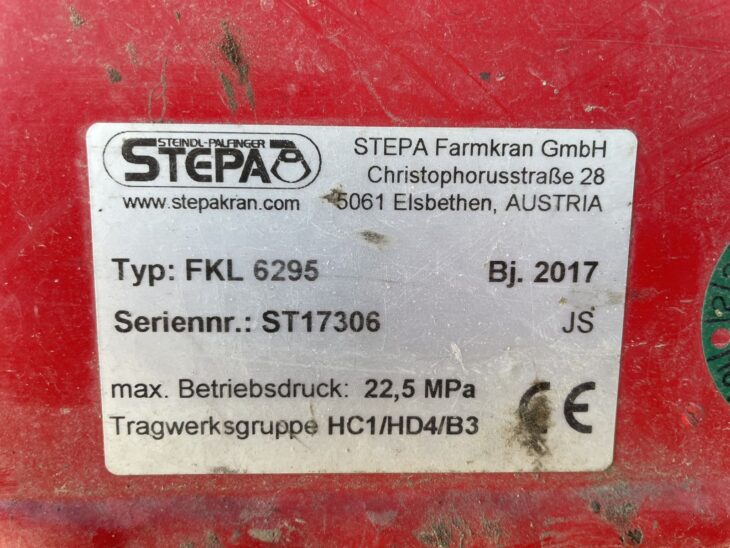 STEINDL-PALFINGER
STEPA
www.stepakran.com
STEPA Farmkran GmbH
Christophorusstraße 28
5061 Elsbethen, AUSTRIA
Typ: FKL 6295
Bj. 2017
Seriennr.: ST17306
JS
max. Betriebsdruck: 22,5 MPa
Tragwerksgruppe HC1/HD4/B3
CE